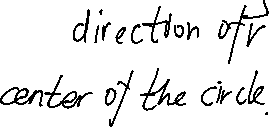 direction of r
center of the circle.